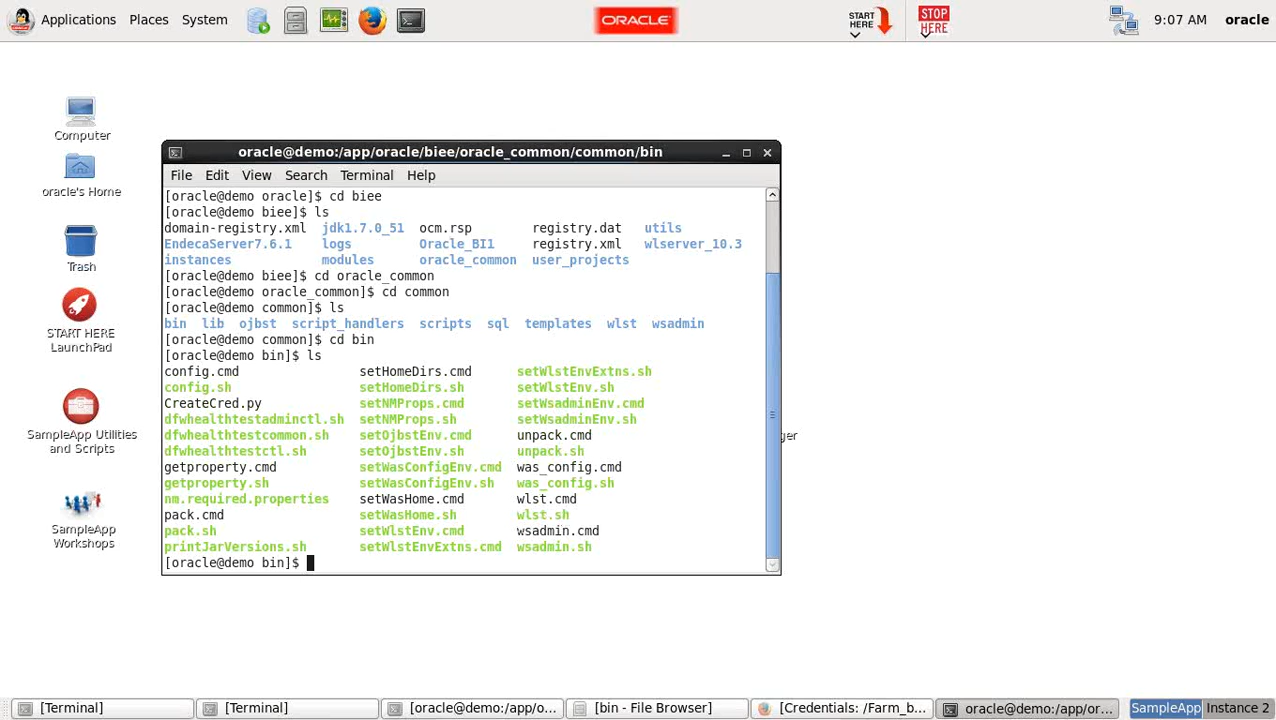 Applications Places System
ORACLE
START HERE
STOP HERE
9:07 AM oracle
Computer
oracle's Home
Trash
START HERE
LaunchPad
SampleApp Utilities
and Scripts
SampleApp
Workshops
oracle@demo:/app/oracle/biee/oracle_common/common/bin
File Edit View Search Terminal Help
[oracle@demo oracle]$ cd biee
[oracle@demo biee]$ ls
domain-registry.xml jdk1.7.0_51 ocm.rsp registry.dat utils
EndecaServer7.6.1 logs Oracle_BI1 registry.xml wlserver_10.3
instances modules oracle_common user_projects
[oracle@demo biee]$ cd oracle_common
[oracle@demo oracle_common]$ cd common
[oracle@demo common]$ ls
bin lib ojbst script_handlers scripts sql templates wlst wsadmin
[oracle@demo common]$ cd bin
[oracle@demo bin]$ ls
config.cmd setHomeDirs.cmd setWlstEnvExtns.sh
config.sh setHomeDirs.sh setWlstEnv.sh
CreateCred.py setNMProps.cmd setWsadminEnv.cmd
dfwhealthtestadminctl.sh setNMProps.sh setWsadminEnv.sh
dfwhealthtestcommon.sh setOjbstEnv.cmd unpack.cmd
dfwhealthtestctl.sh setOjbstEnv.sh unpack.sh
getproperty.cmd setWasConfigEnv.cmd was_config.cmd
getproperty.sh setWasConfigEnv.sh was_config.sh
nm.required.properties setWasHome.cmd wlst.cmd
pack.cmd setWasHome.sh wlst.sh
pack.sh setWlstEnv.cmd wsadmin.cmd
printJarVersions.sh setWlstEnvExtns.cmd wsadmin.sh
[oracle@demo bin]$
ger
[Terminal] [Terminal] [oracle@demo:/app/o... [bin - File Browser] [Credentials: /Farm_b... oracle@demo:/app/or... SampleApp Instance 2